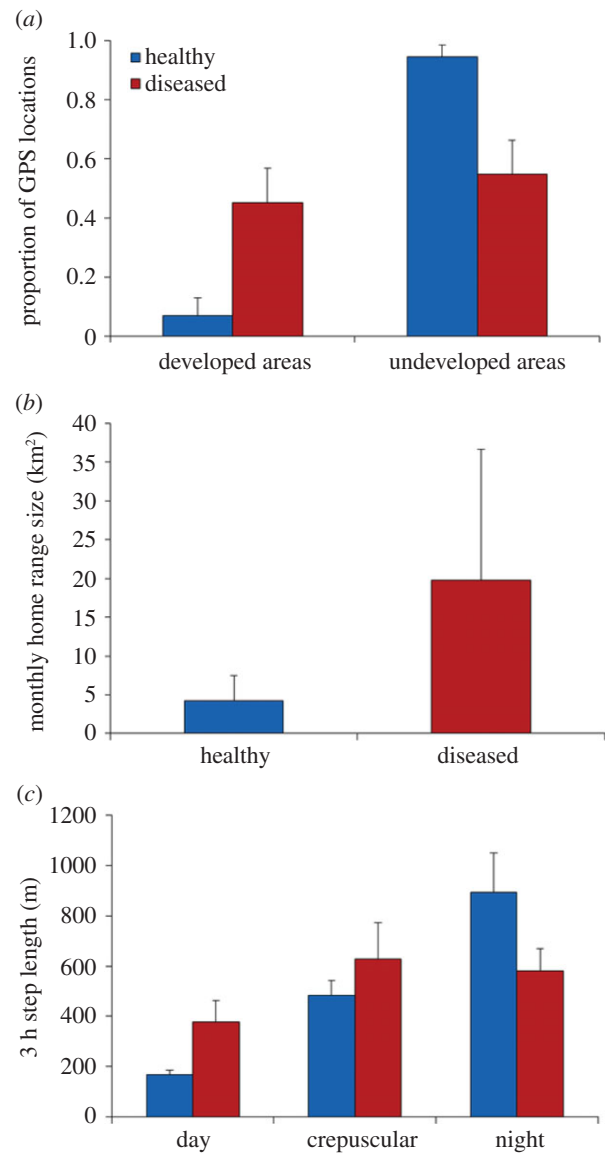 (a)
healthy
diseased
proportion of GPS locations
1.0
0.8
0.6
0.4
0.2
0
developed areas undeveloped areas
(b)
monthly home range size (km²)
40
35
30
25
20
15
10
5
0
healthy diseased
(c)
3 h step length (m)
1200
1000
800
600
400
200
0
day crepuscular night